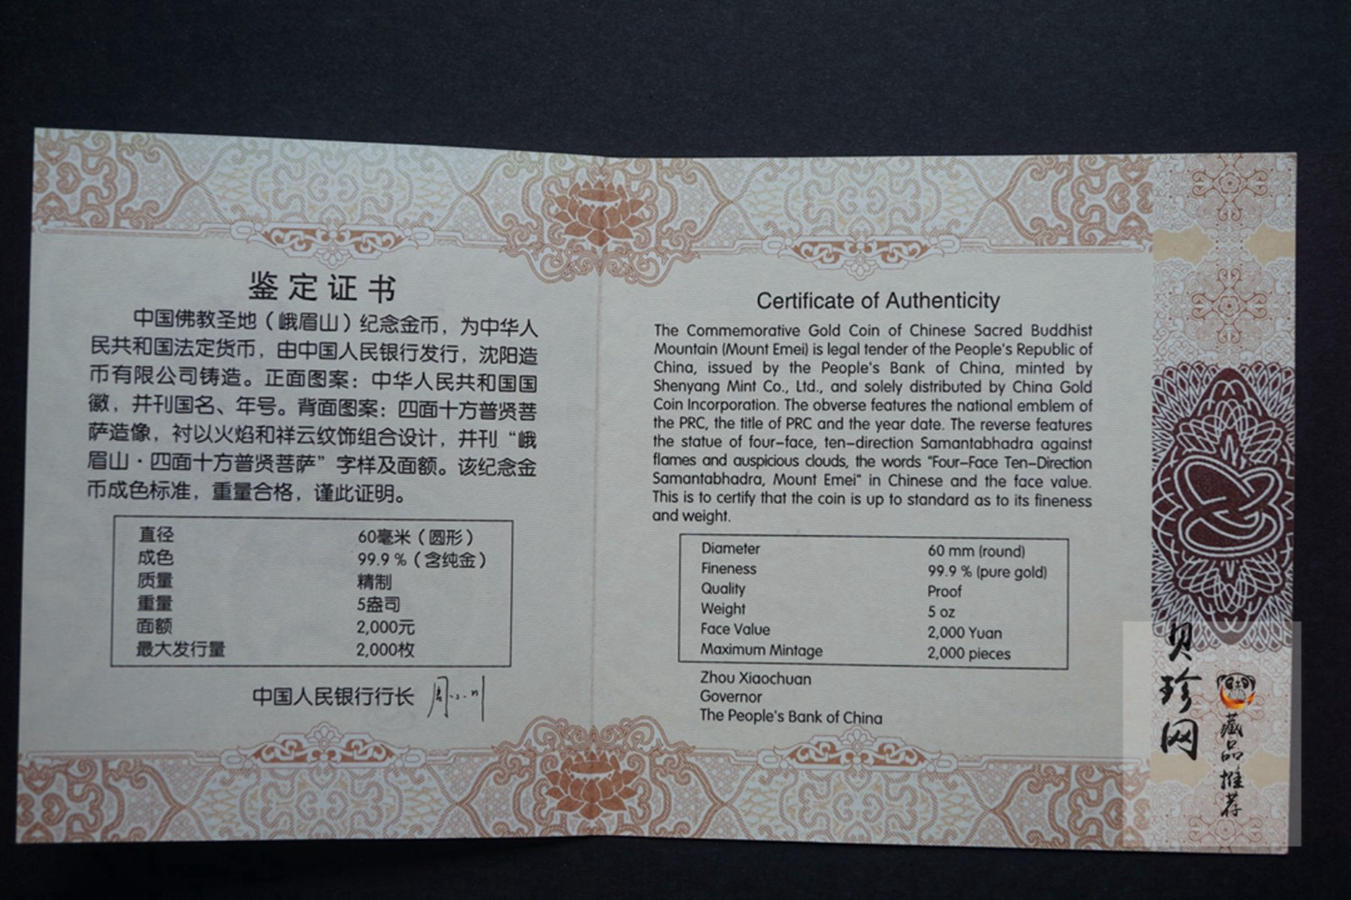 鉴定证书
中国佛教圣地（峨眉山）纪念金币，为中华人
民共和国法定货币，由中国人民银行发行，沈阳造
币有限公司铸造。正面图案：中华人民共和国国
徽，并刊国名、年号。背面图案：四面十方普贤菩
萨造像，衬以火焰和祥云纹饰组合设计，并刊“峨
眉山·四面十方普贤菩萨”字样及面额。该纪念金
币成色标准，重量合格，谨此证明。
直径 60毫米（圆形）
成色 99.9％（含纯金）
质量 精制
重量 5盎司
面额 2,000元
最大发行量 2,000枚
中国人民银行行长
Certificate of Authenticity
The Commemorative Gold Coin of Chinese Sacred Buddhist
Mountain (Mount Emei) is legal tender of the People's Republic of
China, issued by the People's Bank of China, minted by
Shenyang Mint Co., Ltd., and solely distributed by China Gold
Coin Incorporation. The obverse features the national emblem of
the PRC, the title of PRC and the year date. The reverse features
the statue of four-face, ten-direction Samantabhadra against
flames and auspicious clouds, the words "Four-Face Ten-Direction
Samantabhadra, Mount Emei" in Chinese and the face value.
This is to certify that the coin is up to standard as to its fineness
and weight.
Diameter 60 mm (round)
Fineness 99.9 % (pure gold)
Quality Proof
Weight 5 oz
Face Value 2,000 Yuan
Maximum Mintage 2,000 pieces
Zhou Xiaochuan
Governor
The People's Bank of China
贝珍网
藏品推荐